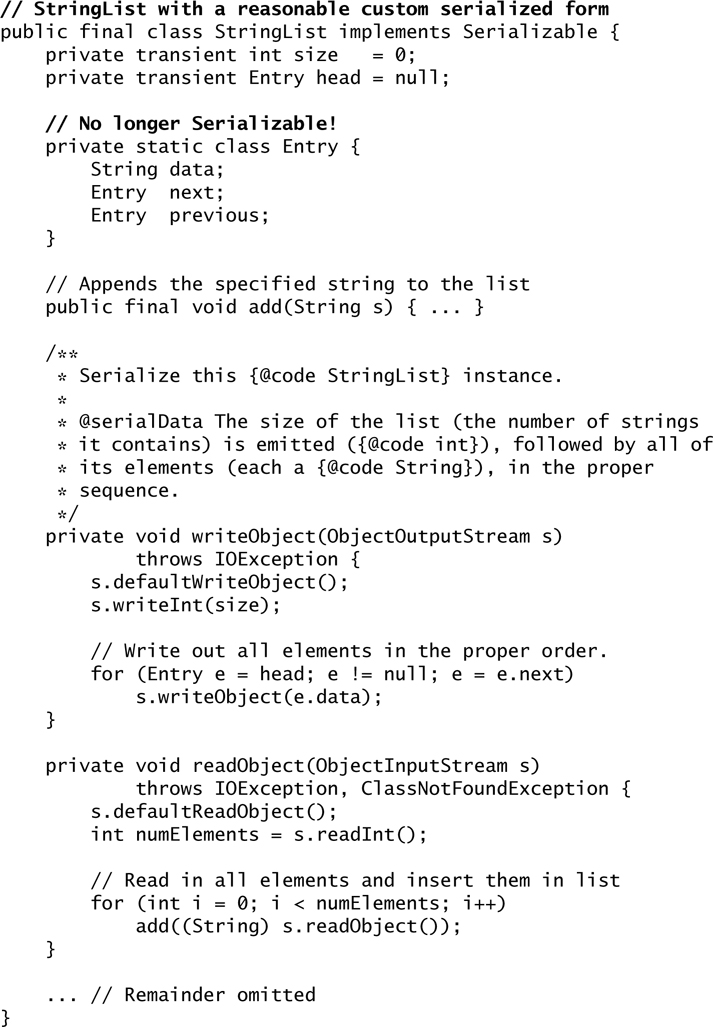 // StringList with a reasonable custom serialized form
public final class StringList implements Serializable {
    private transient int size   = 0;
    private transient Entry head = null;

    // No longer Serializable!
    private static class Entry {
        String data;
        Entry  next;
        Entry  previous;
    }

    // Appends the specified string to the list
    public final void add(String s) { ... }

    /**
     * Serialize this {@code StringList} instance.
     *
     * @serialData The size of the list (the number of strings
     * it contains) is emitted ({@code int}), followed by all of
     * its elements (each a {@code String}), in the proper
     * sequence.
     */
    private void writeObject(ObjectOutputStream s)
            throws IOException {
        s.defaultWriteObject();
        s.writeInt(size);

        // Write out all elements in the proper order.
        for (Entry e = head; e != null; e = e.next)
            s.writeObject(e.data);
    }

    private void readObject(ObjectInputStream s)
            throws IOException, ClassNotFoundException {
        s.defaultReadObject();
        int numElements = s.readInt();

        // Read in all elements and insert them in list
        for (int i = 0; i < numElements; i++)
            add((String) s.readObject());
    }

    ... // Remainder omitted
}